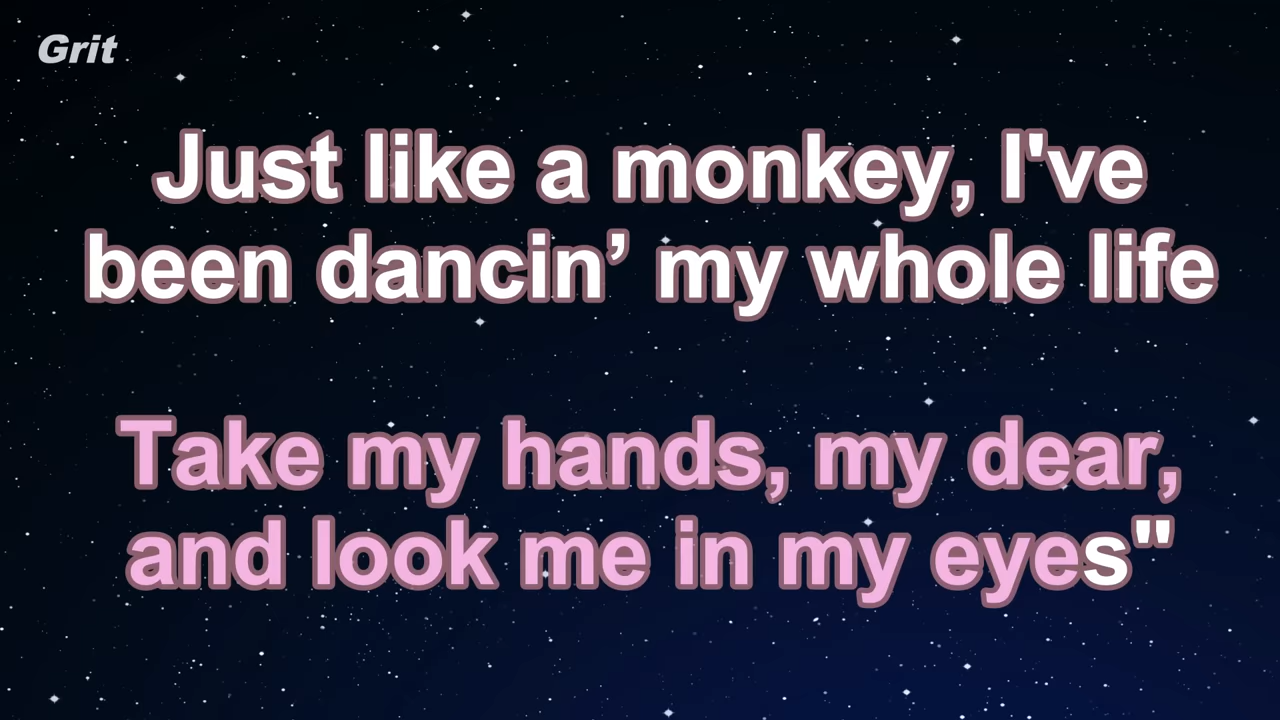 Grit
Just like a monkey, I've
been dancin’ my whole life
Take my hands, my dear,
and look me in my eyes"